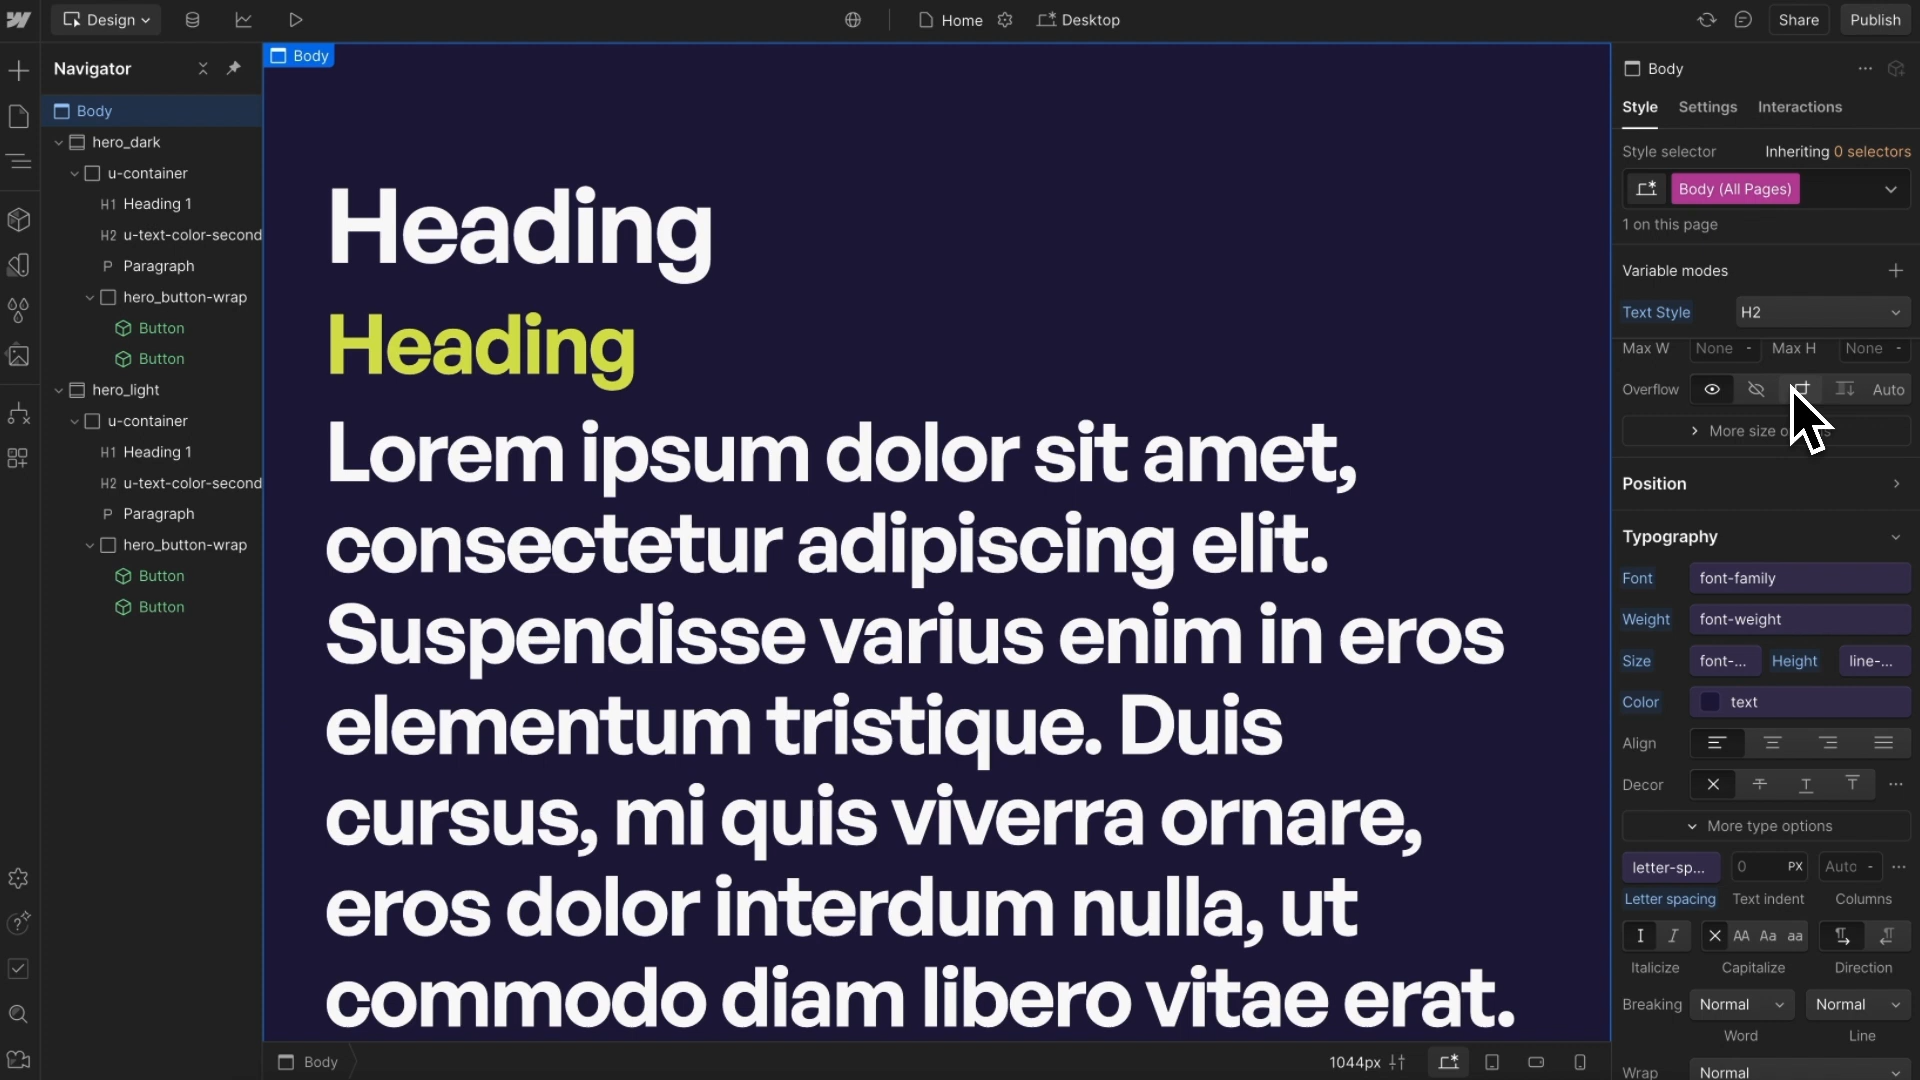 Design
Home
Desktop
Share
Publish
Navigator
Body
hero_dark
u-container
H1 Heading 1
H2 u-text-color-second
P Paragraph
hero_button-wrap
Button
Button
hero_light
u-container
H1 Heading 1
H2 u-text-color-second
P Paragraph
hero_button-wrap
Button
Button
Body
Heading
Heading
Lorem ipsum dolor sit amet,
consectetur adipiscing elit.
Suspendisse varius enim in eros
elementum tristique. Duis
cursus, mi quis viverra ornare,
eros dolor interdum nulla, ut
commodo diam libero vitae erat.
Body
1044px
Body
Style Settings Interactions
Style selector Inheriting 0 selectors
Body (All Pages)
1 on this page
Variable modes
Text Style H2
Max W None - Max H None -
Overflow Auto
More size
Position
Typography
Font font-family
Weight font-weight
Size font-... Height line-...
Color text
Align
Decor
More type options
letter-sp... 0 PX Auto -
Letter spacing Text indent Columns
AA Aa aa
Italicize Capitalize Direction
Breaking Normal Normal
Word Line
Wrap Normal